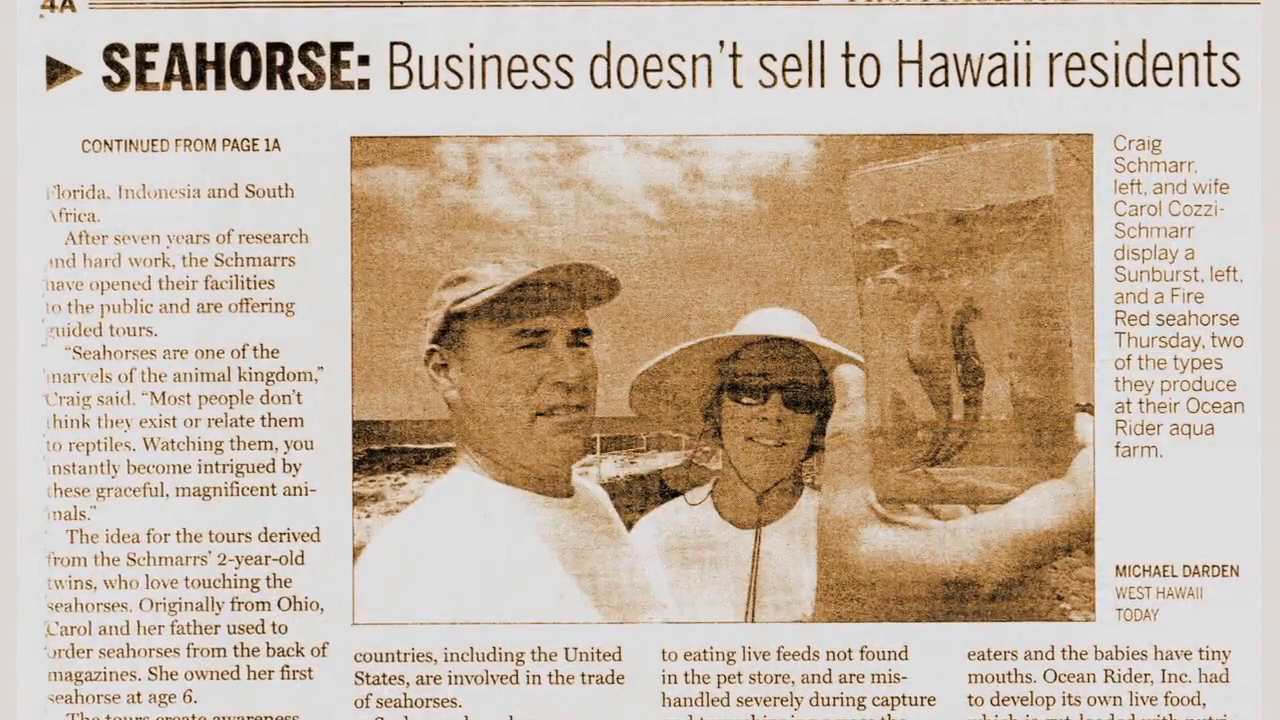 4A
SEAHORSE: Business doesn't sell to Hawaii residents
CONTINUED FROM PAGE 1A
Florida, Indonesia and South
Africa.
After seven years of research
and hard work, the Schmarrs
have opened their facilities
to the public and are offering
guided tours.
"Seahorses are one of the
marvels of the animal kingdom,"
Craig said. "Most people don't
think they exist or relate them
to reptiles. Watching them, you
instantly become intrigued by
these graceful, magnificent ani-
mals."
The idea for the tours derived
from the Schmarrs' 2-year-old
twins, who love touching the
seahorses. Originally from Ohio,
Carol and her father used to
order seahorses from the back of
magazines. She owned her first
seahorse at age 6.
The tours create awareness
Craig
Schmarr,
left, and wife
Carol Cozzi-
Schmarr
display a
Sunburst, left,
and a Fire
Red seahorse
Thursday, two
of the types
they produce
at their Ocean
Rider aqua
farm.
MICHAEL DARDEN
WEST HAWAII
TODAY
countries, including the United
States, are involved in the trade
of seahorses.
to eating live feeds not found
in the pet store, and are mis-
handled severely during capture
eaters and the babies have tiny
mouths. Ocean Rider, Inc. had
to develop its own live food,